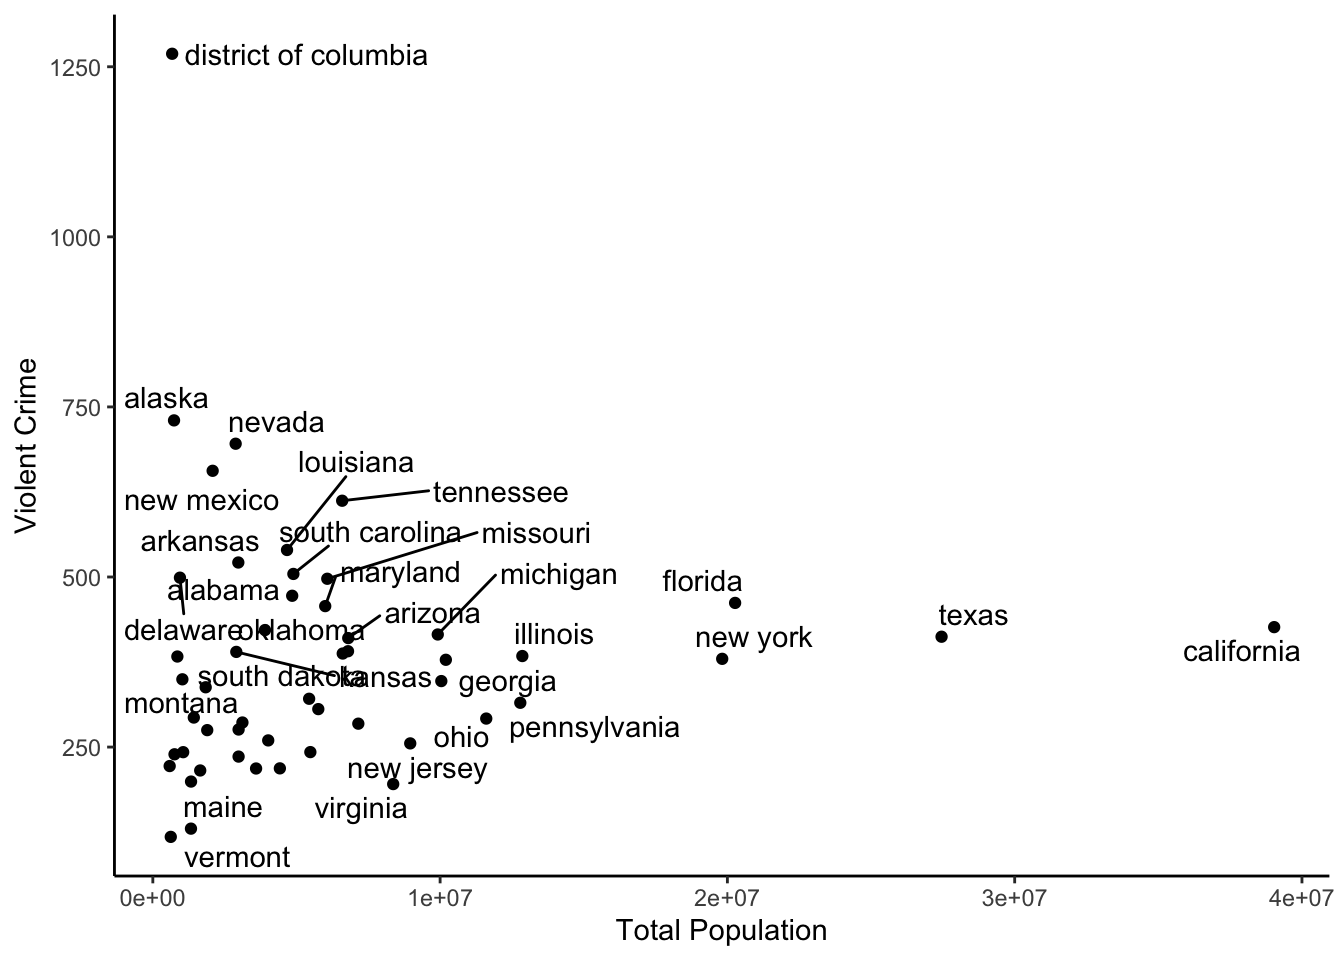 district of columbia
1250
1000
Violent Crime
alaska
750
nevada
louisiana
tennessee
new mexico
south carolina
missouri
arkansas
maryland
michigan
500
florida
alabama
arizona
texas
delaware
oklahoma
illinois
new york
california
south dakota
kansas
georgia
montana
pennsylvania
ohio
250
new jersey
maine
virginia
vermont
0e+00
1e+07
2e+07
3e+07
4e+07
Total Population